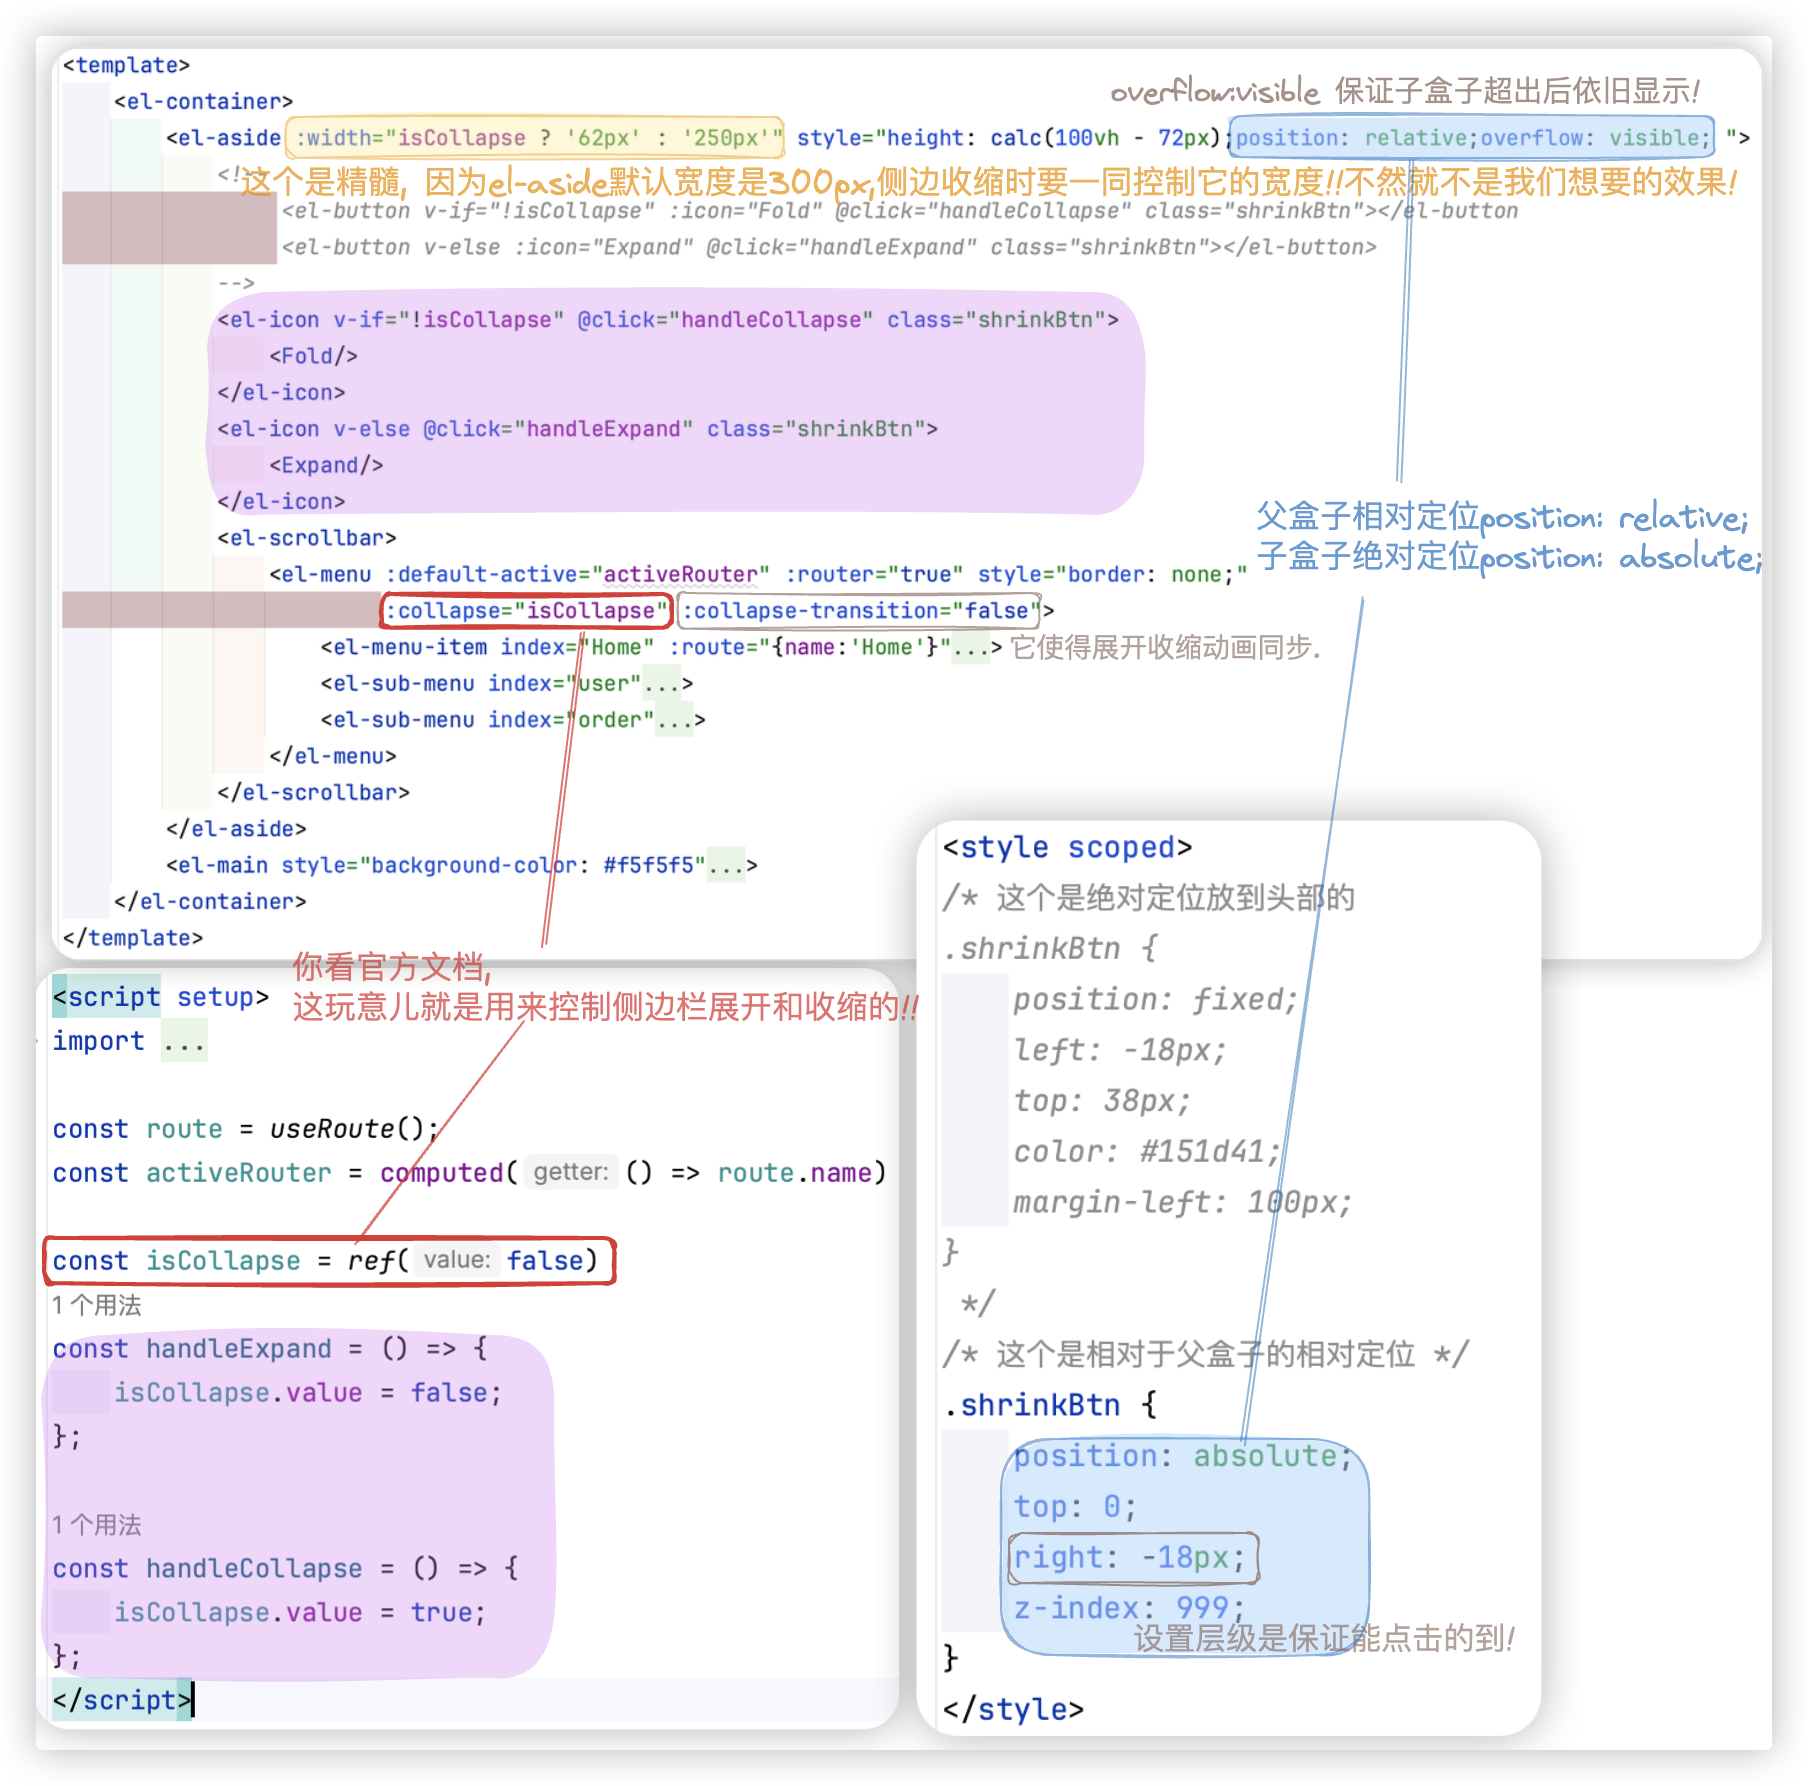 <template>
<el-container>
overflow:visible 保证子盒子超出后依旧显示!
<el-aside :width="isCollapse ? '62px' : '250px'" style="height: calc(100vh - 72px);position: relative;overflow: visible; ">
<!--
这个是精髓, 因为el-aside默认宽度是300px,侧边收缩时要一同控制它的宽度!!不然就不是我们想要的效果!
<el-button v-if="!isCollapse" :icon="Fold" @click="handleCollapse" class="shrinkBtn"></el-button
<el-button v-else :icon="Expand" @click="handleExpand" class="shrinkBtn"></el-button>
-->
<el-icon v-if="!isCollapse" @click="handleCollapse" class="shrinkBtn">
<Fold/>
</el-icon>
<el-icon v-else @click="handleExpand" class="shrinkBtn">
<Expand/>
</el-icon>
父盒子相对定位position: relative;
子盒子绝对定位position: absolute;
<el-scrollbar>
<el-menu :default-active="activeRouter" :router="true" style="border: none;"
:collapse="isCollapse" :collapse-transition="false">
<el-menu-item index="Home" :route="{name:'Home'}"...> 它使得展开收缩动画同步.
<el-sub-menu index="user"...>
<el-sub-menu index="order"...>
</el-menu>
</el-scrollbar>
</el-aside>
<el-main style="background-color: #f5f5f5"...>
</el-container>
</template>
你看官方文档,
这玩意儿就是用来控制侧边栏展开和收缩的!!
<script setup>
import ...
const route = useRoute();
const activeRouter = computed( getter: () => route.name)
const isCollapse = ref( value: false)
1 个用法
const handleExpand = () => {
isCollapse.value = false;
};
1 个用法
const handleCollapse = () => {
isCollapse.value = true;
};
</script>
<style scoped>
/* 这个是绝对定位放到头部的
.shrinkBtn {
position: fixed;
left: -18px;
top: 38px;
color: #151d41;
margin-left: 100px;
}
*/
/* 这个是相对于父盒子的相对定位 */
.shrinkBtn {
position: absolute;
top: 0;
right: -18px;
z-index: 999;
设置层级是保证能点击的到!
}
</style>